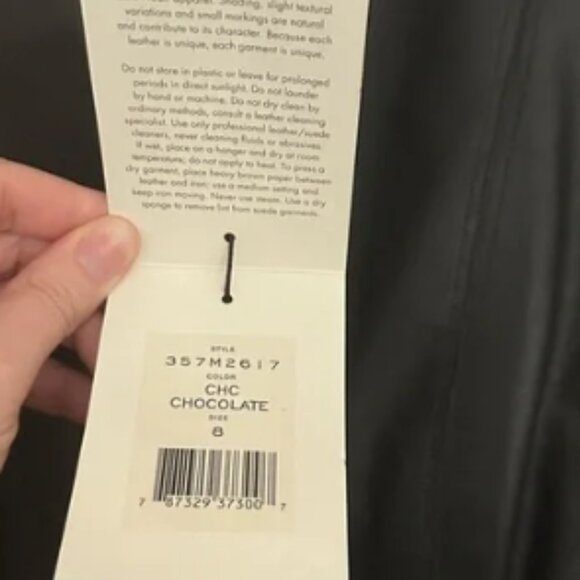 apparel. Shading, slight textural
variations and small markings are natural
and contribute to its character. Because each
leather is unique, each garment is unique.
Do not store in plastic or leave for prolonged
periods in direct sunlight. Do not launder
by hand or machine. Do not dry clean by
ordinary methods, consult a leather cleaning
specialist. Use only professional leather/suede
cleaners, never cleaning fluids or abrasives.
If wet, place on a hanger and dry at room
temperature; do not apply to heat. To press a
dry garment, place heavy brown paper between
leather and iron; use a medium setting and
keep iron moving. Never use steam. Use a dry
sponge to remove lint from suede garments.
STYLE
357M2617
COLOR
CHC
CHOCOLATE
SIZE
8
7 87329 37300 7